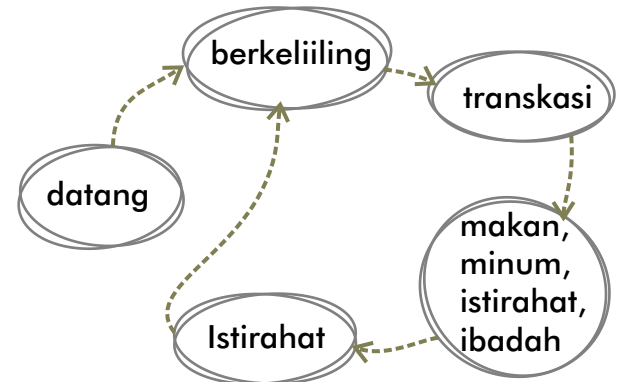 datang
berkeliiling
transkasi
makan,
minum,
istirahat,
ibadah
Istirahat